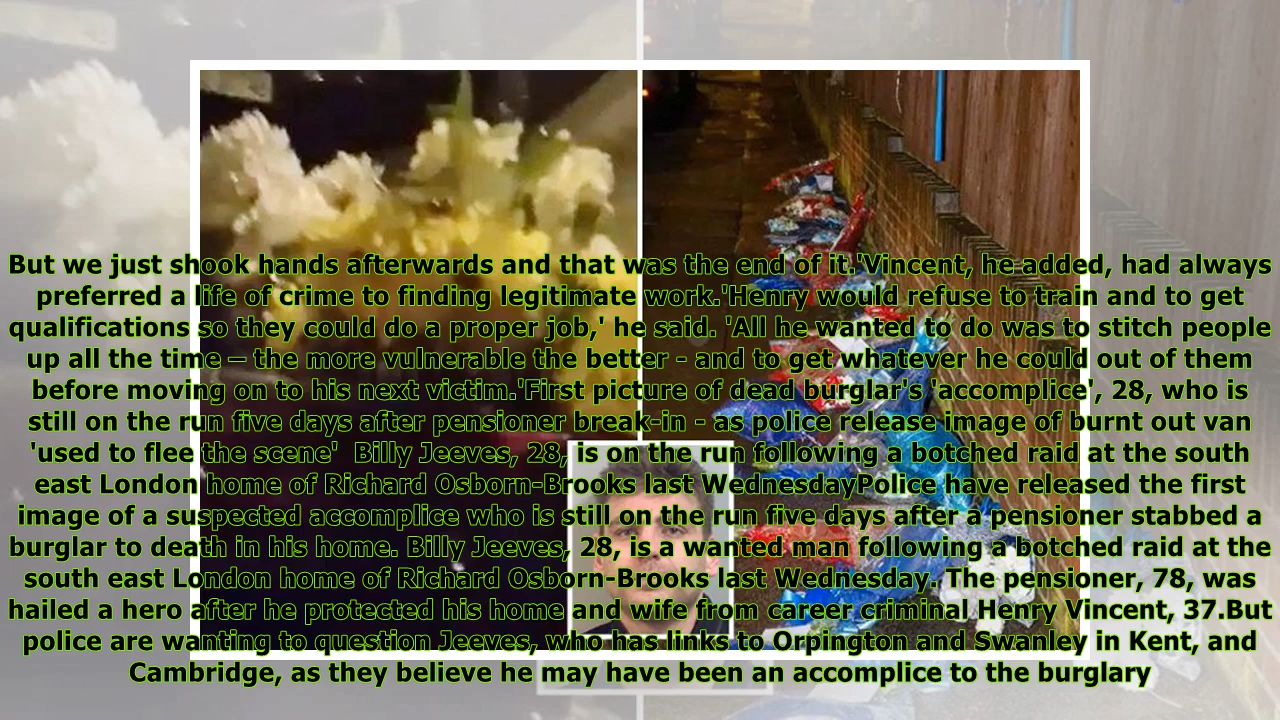 But we just shook hands afterwards and that was the end of it.'Vincent, he added, had always
preferred a life of crime to finding legitimate work.'Henry would refuse to train and to get
qualifications so they could do a proper job,' he said. 'All he wanted to do was to stitch people
up all the time – the more vulnerable the better - and to get whatever he could out of them
before moving on to his next victim.'First picture of dead burglar's 'accomplice', 28, who is
still on the run five days after pensioner break-in - as police release image of burnt out van
'used to flee the scene'  Billy Jeeves, 28, is on the run following a botched raid at the south
east London home of Richard Osborn-Brooks last WednesdayPolice have released the first
image of a suspected accomplice who is still on the run five days after a pensioner stabbed a
burglar to death in his home. Billy Jeeves, 28, is a wanted man following a botched raid at the
south east London home of Richard Osborn-Brooks last Wednesday. The pensioner, 78, was
hailed a hero after he protected his home and wife from career criminal Henry Vincent, 37.But
police are wanting to question Jeeves, who has links to Orpington and Swanley in Kent, and
Cambridge, as they believe he may have been an accomplice to the burglary